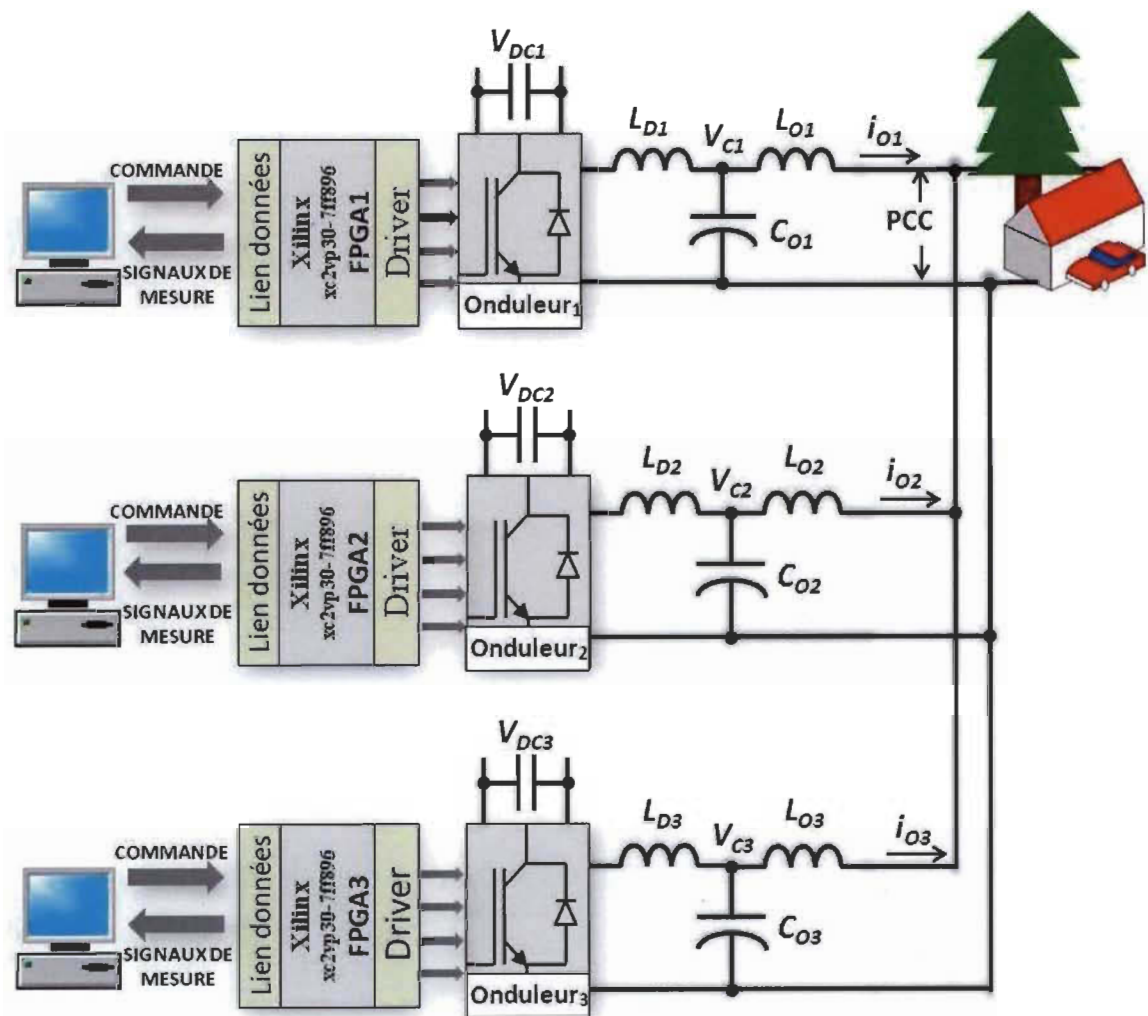 V_DC1
L_D1
V_C1
L_O1
i_O1
COMMANDE
SIGNAUX DE
MESURE
Lien données
Xilinx
xc2vp30-7ff896
FPGA1
Driver
Onduleur1
C_O1
PCC
V_DC2
L_D2
V_C2
L_O2
i_O2
COMMANDE
SIGNAUX DE
MESURE
Lien données
Xilinx
xc2vp30-7ff896
FPGA2
Driver
Onduleur2
C_O2
V_DC3
L_D3
V_C3
L_O3
i_O3
COMMANDE
SIGNAUX DE
MESURE
Lien données
Xilinx
xc2vp30-7ff896
FPGA3
Driver
Onduleur3
C_O3